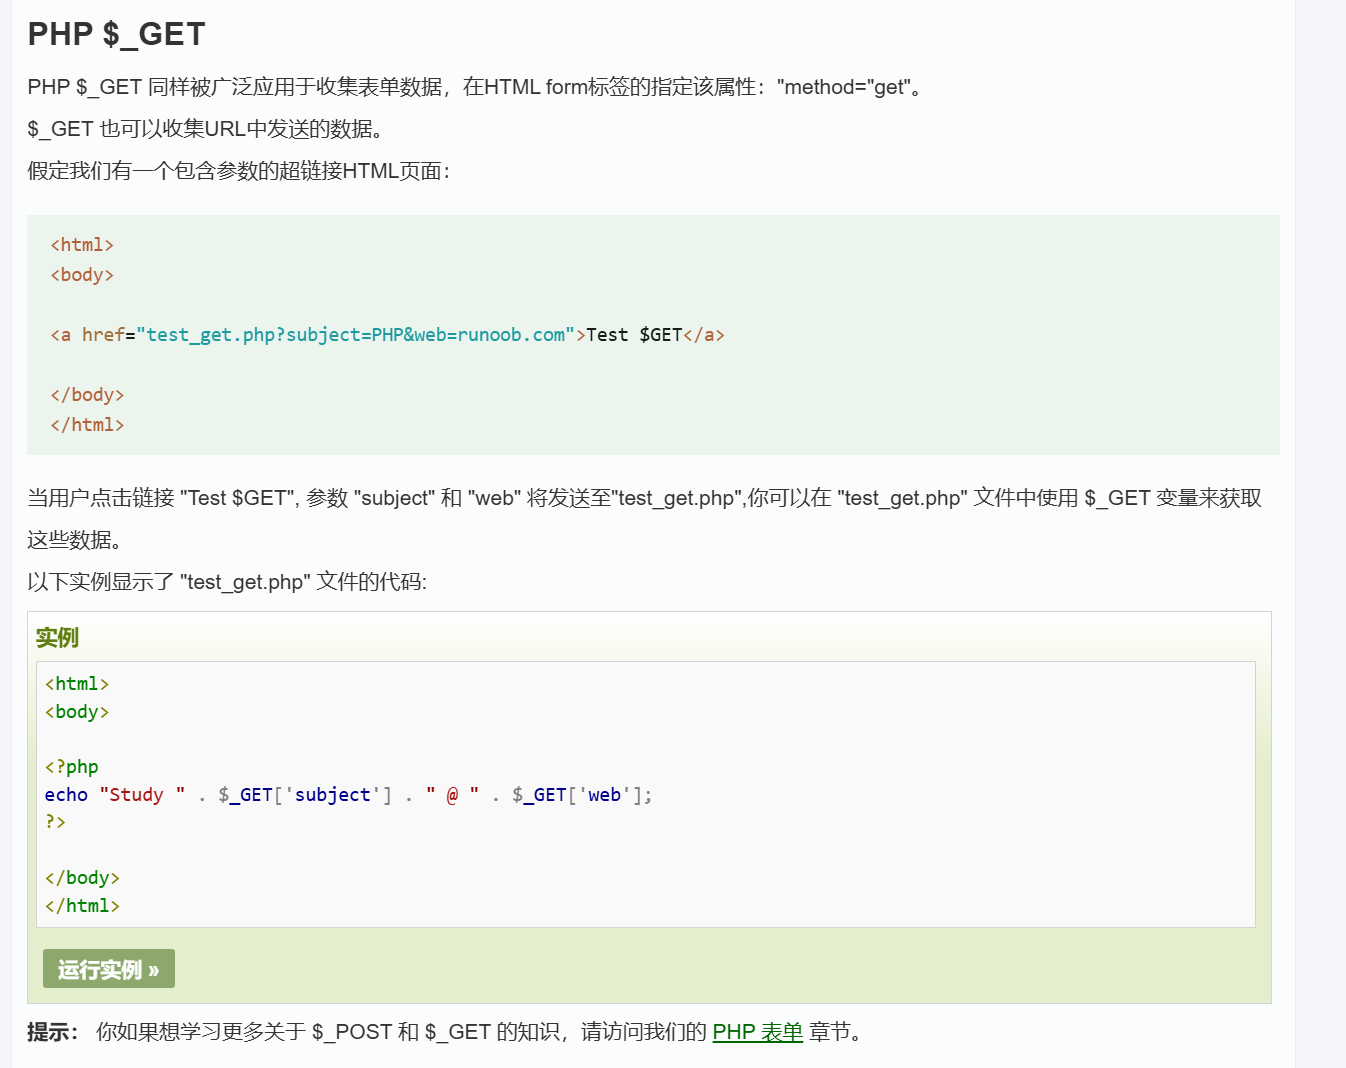 PHP $_GET
PHP $_GET 同样被广泛应用于收集表单数据，在HTML form标签的指定该属性："method="get"。
$_GET 也可以收集URL中发送的数据。
假定我们有一个包含参数的超链接HTML页面：
<html>
<body>
<a href="test_get.php?subject=PHP&web=runoob.com">Test $GET</a>
</body>
</html>
当用户点击链接 "Test $GET", 参数 "subject" 和 "web" 将发送至"test_get.php",你可以在 "test_get.php" 文件中使用 $_GET 变量来获取
这些数据。
以下实例显示了 "test_get.php" 文件的代码:
实例
<html>
<body>
<?php
echo "Study " . $_GET['subject'] . " @ " . $_GET['web'];
?>
</body>
</html>
运行实例 »
提示： 你如果想学习更多关于 $_POST 和 $_GET 的知识，请访问我们的 PHP 表单 章节。